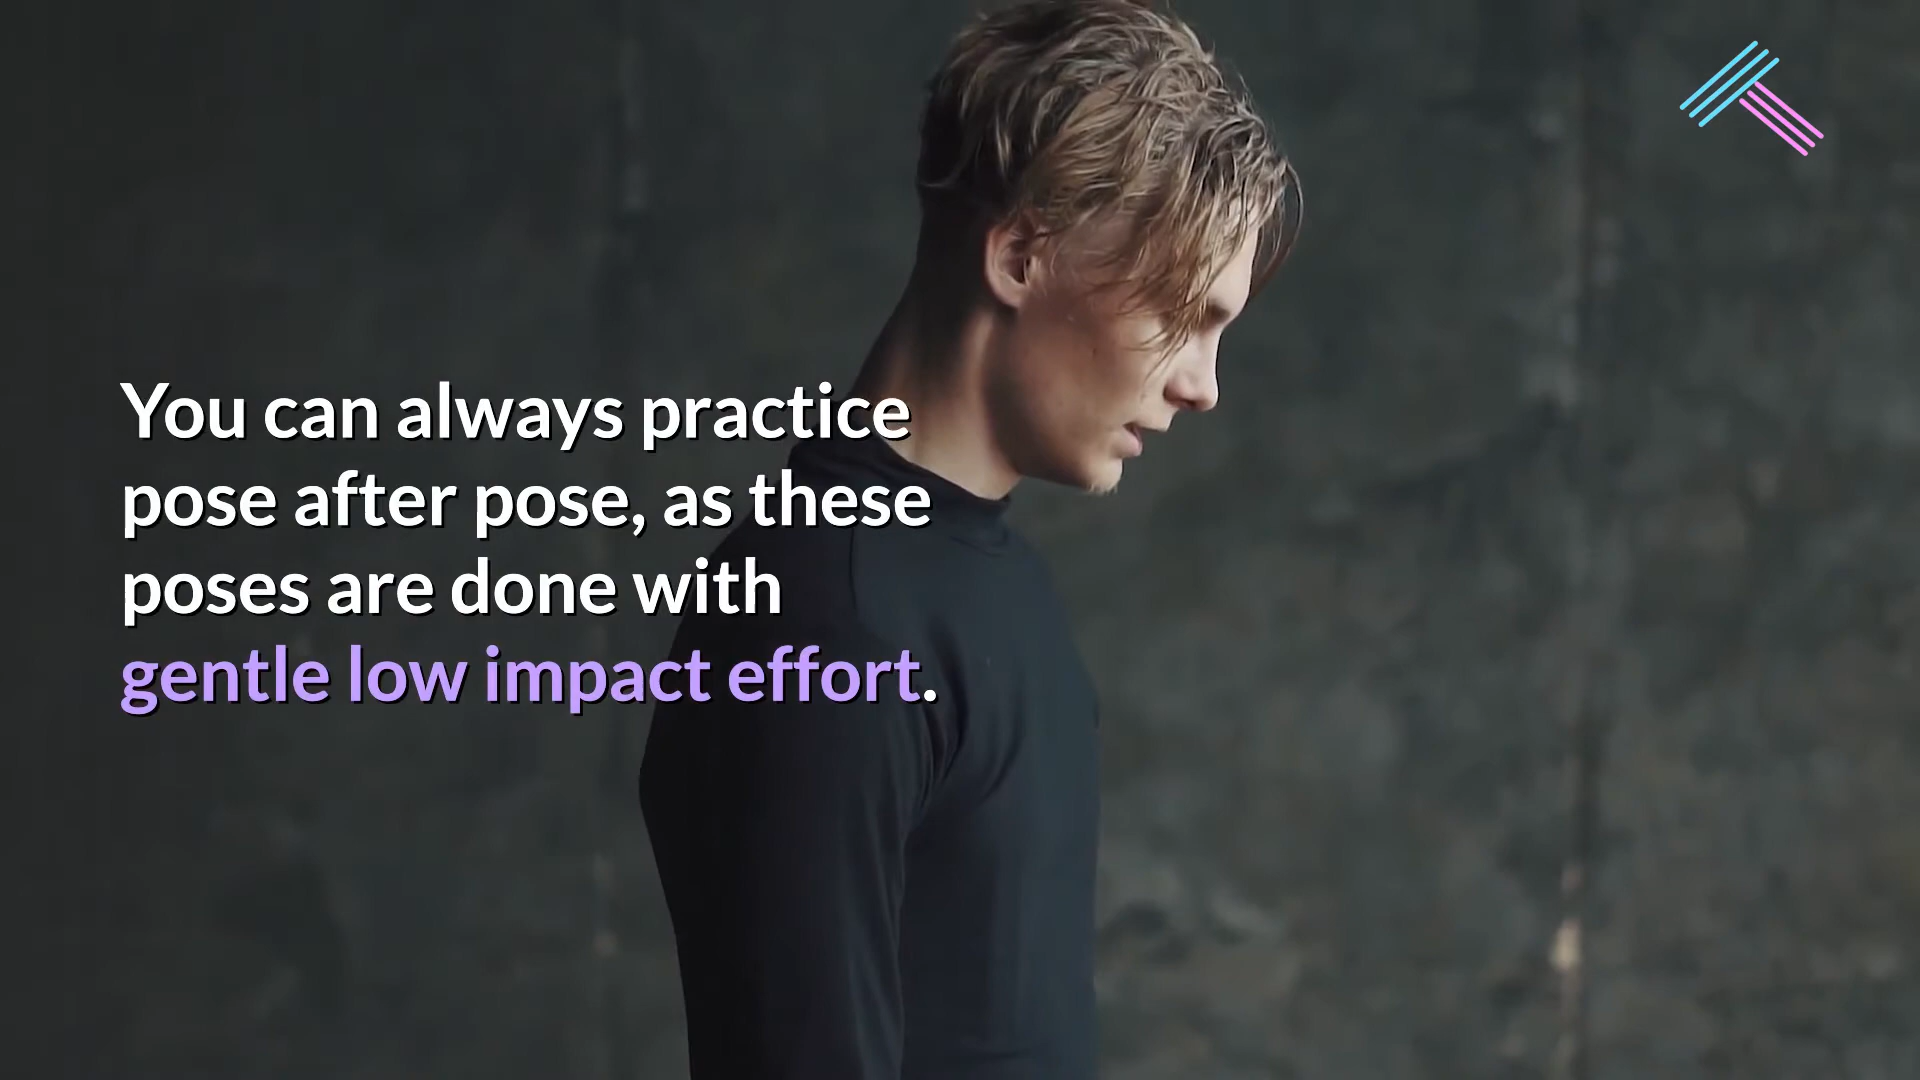 You can always practice
pose after pose, as these
poses are done with
gentle low impact effort.